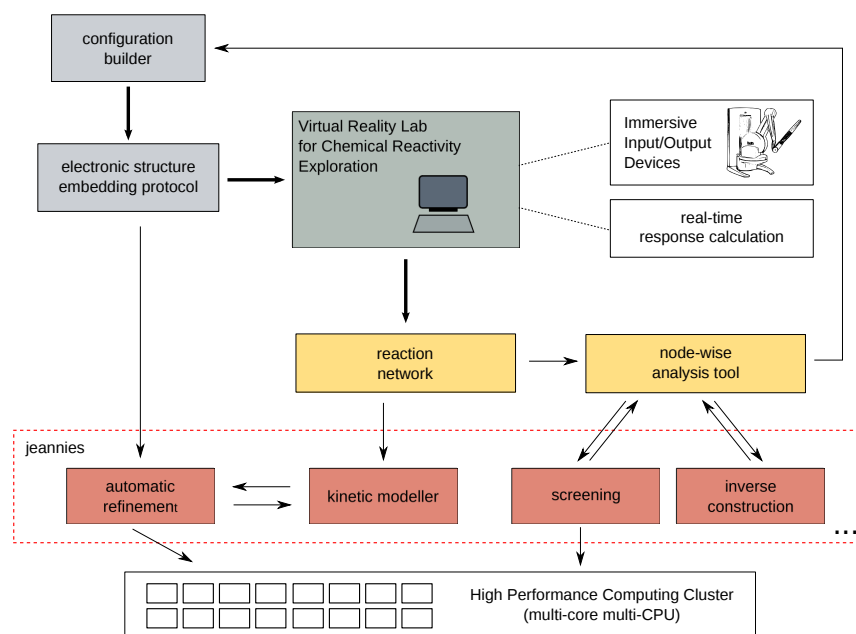 configuration
builder
electronic structure
embedding protocol
Virtual Reality Lab
for Chemical Reactivity
Exploration
Immersive
Input/Output
Devices
real-time
response calculation
reaction
network
node-wise
analysis tool
jeannies
automatic
refinement
kinetic modeller
screening
inverse
construction
...
High Performance Computing Cluster
(multi-core multi-CPU)